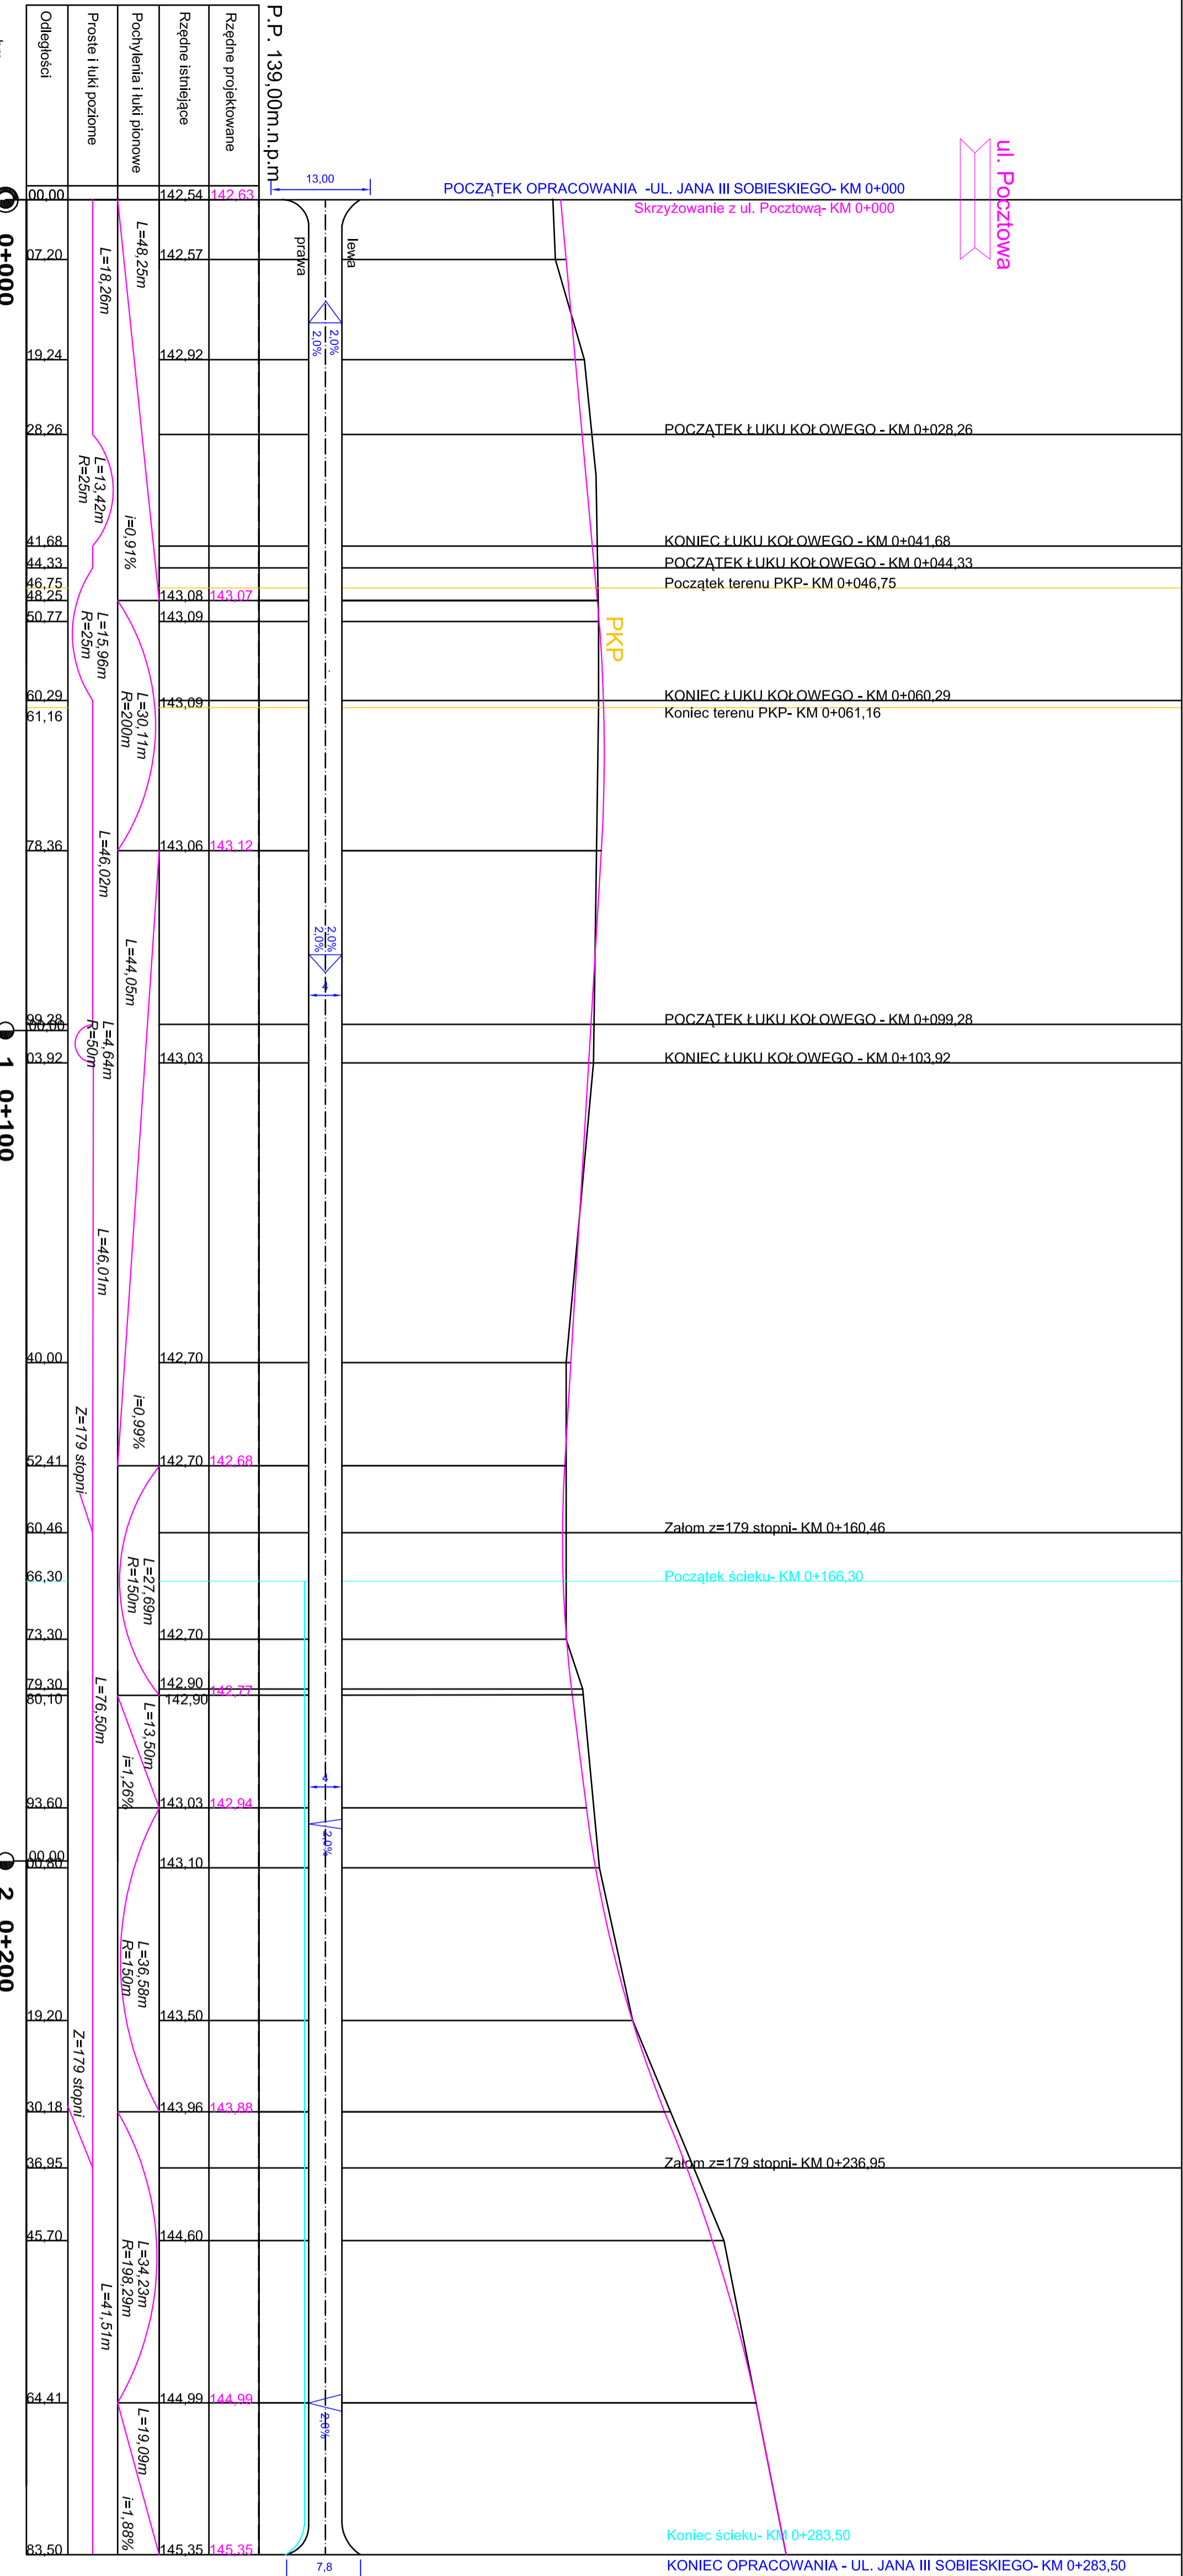 ul. Pocztowa
POCZĄTEK OPRACOWANIA -UL. JANA III SOBIESKIEGO- KM 0+000
Skrzyżowanie z ul. Pocztową- KM 0+000
POCZĄTEK ŁUKU KOŁOWEGO - KM 0+028,26
KONIEC ŁUKU KOŁOWEGO - KM 0+041,68
POCZĄTEK ŁUKU KOŁOWEGO - KM 0+044,33
Początek terenu PKP- KM 0+046,75
PKP
KONIEC ŁUKU KOŁOWEGO - KM 0+060,29
Koniec terenu PKP- KM 0+061,16
POCZĄTEK ŁUKU KOŁOWEGO - KM 0+099,28
KONIEC ŁUKU KOŁOWEGO - KM 0+103,92
Załom z=179 stopni- KM 0+160,46
Początek ścieku- KM 0+166,30
Załom z=179 stopni- KM 0+236,95
Koniec ścieku- KM 0+283,50
KONIEC OPRACOWANIA - UL. JANA III SOBIESKIEGO- KM 0+283,50
P.P. 139,00m.n.p.m
13,00
lewa
prawa
2,0%
2,0%
2,0%
2,0%
4
4
2,0%
2,0%
7,8
Rzędne projektowane
142,63
143,07
143,12
142,68
142,77
142,94
143,88
144,99
145,35
Rzędne istniejące
142,54
142,57
142,92
143,08
143,09
143,09
143,06
143,03
142,70
142,70
142,70
142,90
142,90
143,03
143,10
143,50
143,96
144,60
144,99
145,35
Pochylenia i łuki pionowe
L=48,25m
i=0,91%
L=30,11m
R=200m
L=44,05m
i=0,99%
L=27,69m
R=150m
L=13,50m
i=1,26%
L=36,58m
R=150m
L=34,23m
R=198,29m
L=19,09m
i=1,88%
Proste i łuki poziome
L=18,26m
L=13,42m
R=25m
L=15,96m
R=25m
L=46,02m
L=4,64m
R=50m
L=46,01m
Z=179 stopni
L=76,50m
Z=179 stopni
L=41,51m
Odległości
00,00
07,20
19,24
28,26
41,68
44,33
46,75
48,25
50,77
60,29
61,16
78,36
99,28
00,00
03,92
40,00
52,41
60,46
66,30
73,30
79,30
80,10
93,60
00,00
00,80
19,20
30,18
36,95
45,70
64,41
83,50
0+000
1 0+100
2 0+200